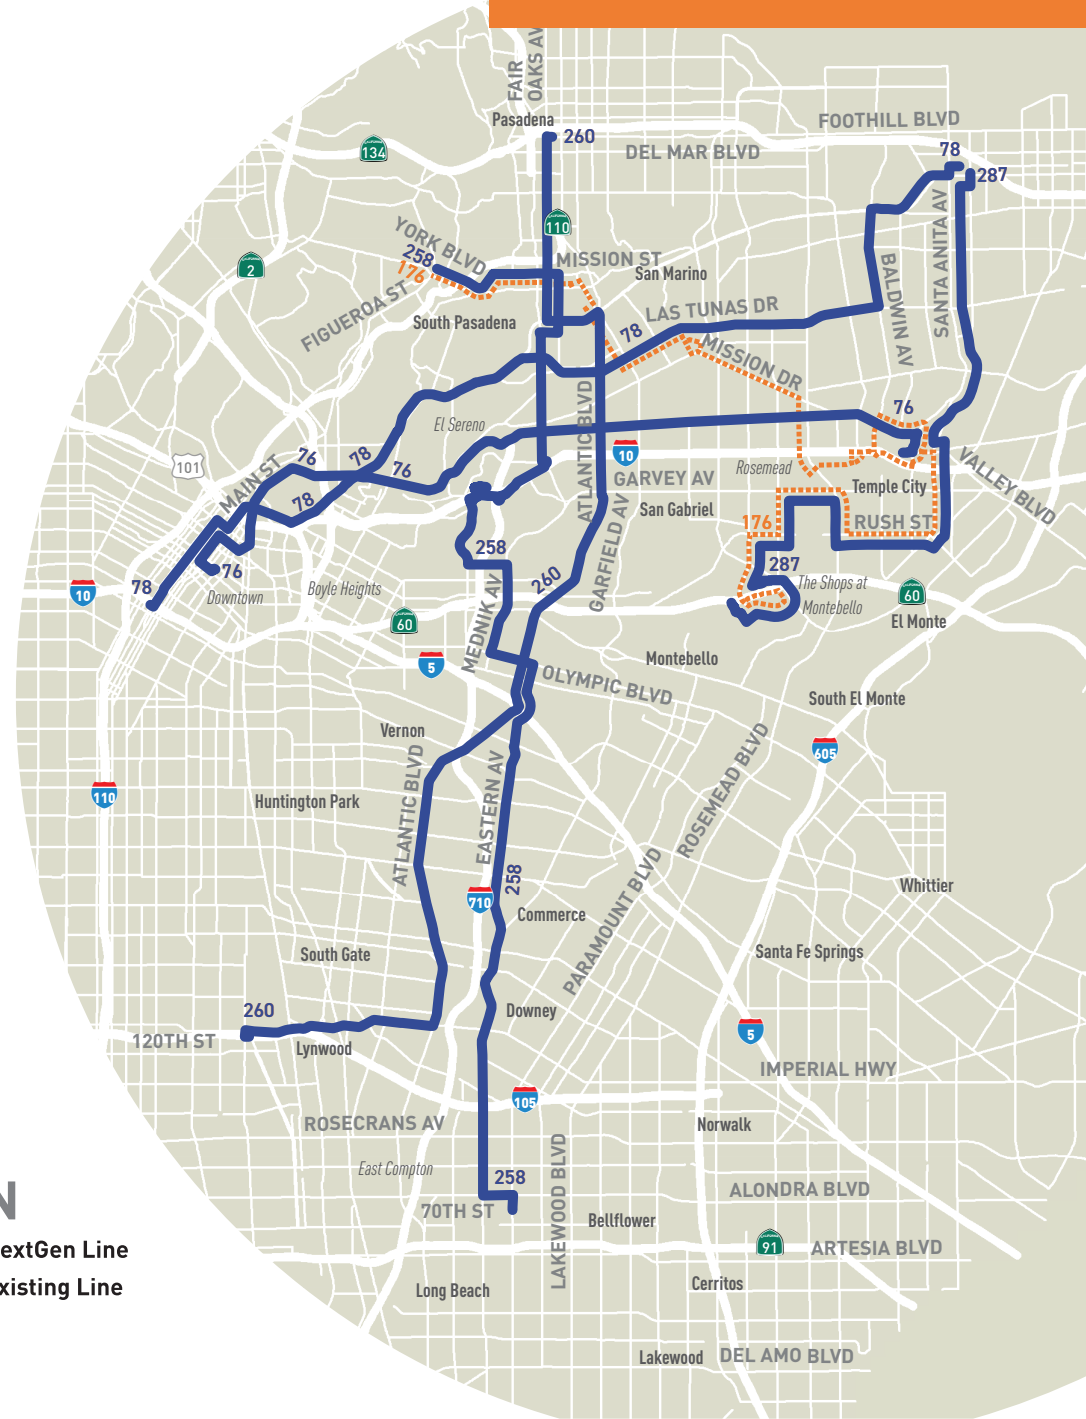 FAIR
OAKS AV
Pasadena
260
FOOTHILL BLVD
DEL MAR BLVD
78
287
134
110
YORK BLVD
258
176
MISSION ST
San Marino
2
FIGUEROA ST
South Pasadena
LAS TUNAS DR
78
SANTA ANITA AV
BALDWIN AV
MISSION DR
ATLANTIC BLVD
76
El Sereno
10
GARVEY AV
Rosemead
Temple City
VALLEY BLVD
101
MAIN ST
76
78
76
78
San Gabriel
176
RUSH ST
GARFIELD AV
258
287
260
The Shops at
Montebello
60
El Monte
78
76
10
Downtown
Boyle Heights
60
MEDNIK AV
5
Montebello
OLYMPIC BLVD
South El Monte
605
Vernon
ATLANTIC BLVD
EASTERN AV
ROSEMEAD BLVD
110
Huntington Park
258
710
Commerce
PARAMOUNT BLVD
Whittier
South Gate
Santa Fe Springs
260
Downey
120TH ST
Lynwood
5
IMPERIAL HWY
105
ROSECRANS AV
Norwalk
East Compton
258
70TH ST
LAKEWOOD BLVD
ALONDRA BLVD
Bellflower
91
ARTESIA BLVD
Long Beach
Cerritos
Lakewood
DEL AMO BLVD
N
extGen Line
xisting Line